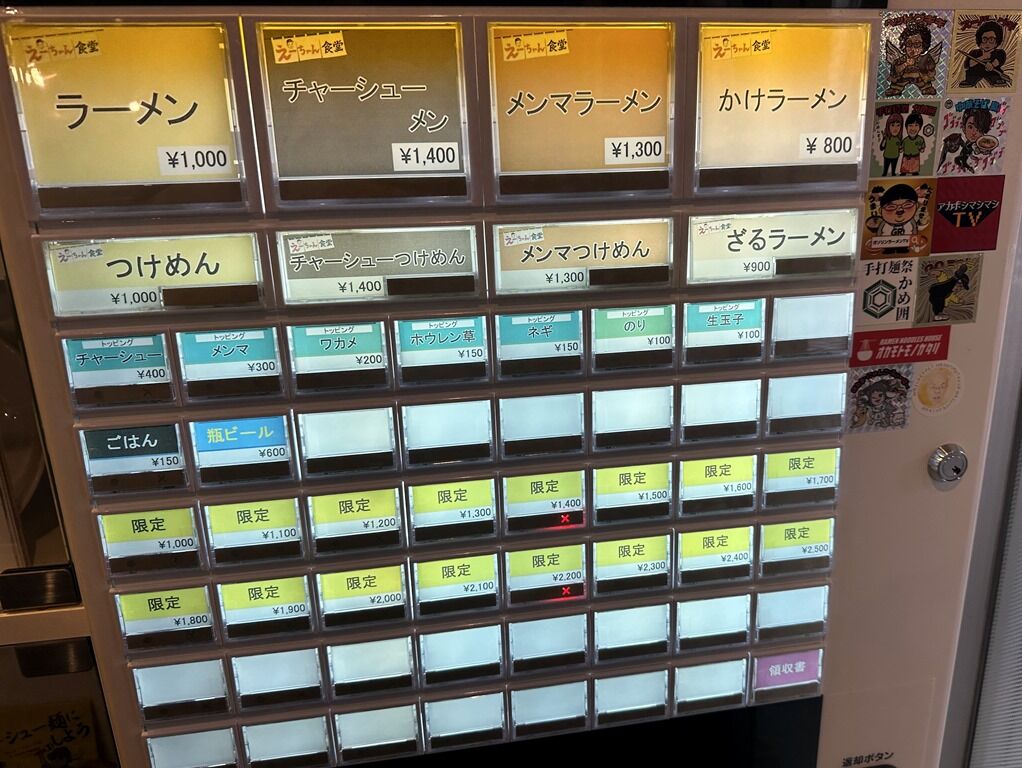 えーちゃん食堂
ラーメン
¥1,000
えーちゃん食堂
チャーシュー
メン
¥1,400
えーちゃん食堂
メンマラーメン
¥1,300
えーちゃん食堂
かけラーメン
¥ 800
えーちゃん食堂
つけめん
¥1,000
えーちゃん食堂
チャーシューつけめん
¥1,400
えーちゃん食堂
メンマつけめん
¥1,300
えーちゃん食堂
ざるラーメン
¥900
トッピング
チャーシュー
¥400
トッピング
メンマ
¥300
トッピング
ワカメ
¥200
トッピング
ホウレン草
¥150
トッピング
ネギ
¥150
トッピング
のり
¥100
トッピング
生玉子
¥100
ごはん
¥150
瓶ビール
¥600
限定
¥1,000
限定
¥1,100
限定
¥1,200
限定
¥1,300
限定
¥1,400
×
限定
¥1,500
限定
¥1,600
限定
¥1,700
限定
¥1,800
限定
¥1,900
限定
¥2,000
限定
¥2,100
限定
¥2,200
×
限定
¥2,300
限定
¥2,400
限定
¥2,500
領収書
返却ボタン
アカボシマシマシ
TV
手打麺祭
かめ囲
RAMEN NOODLES HOUSE
オカモトモノガタリ